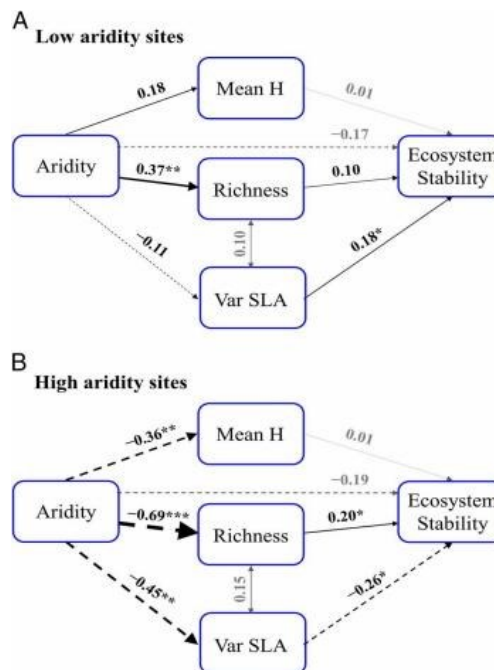 A
Low aridity sites
Mean H
0.18
0.01
Aridity
−0.17
Ecosystem
Stability
0.37**
Richness
0.10
−0.11
0.10
0.18*
Var SLA
B
High aridity sites
Mean H
−0.36**
0.01
Aridity
−0.19
Ecosystem
Stability
−0.69***
Richness
0.20*
−0.45**
0.15
−0.26*
Var SLA